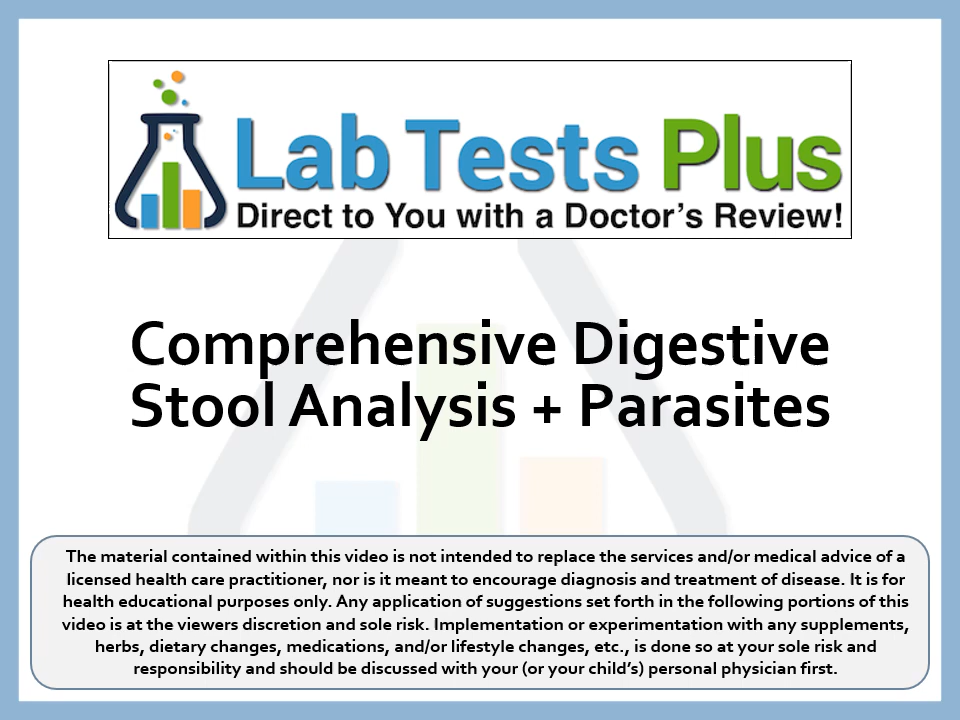 Lab Tests Plus
Direct to You with a Doctor's Review!
Comprehensive Digestive
Stool Analysis + Parasites
The material contained within this video is not intended to replace the services and/or medical advice of a
licensed health care practitioner, nor is it meant to encourage diagnosis and treatment of disease. It is for
health educational purposes only. Any application of suggestions set forth in the following portions of this
video is at the viewers discretion and sole risk. Implementation or experimentation with any supplements,
herbs, dietary changes, medications, and/or lifestyle changes, etc., is done so at your sole risk and
responsibility and should be discussed with your (or your child's) personal physician first.